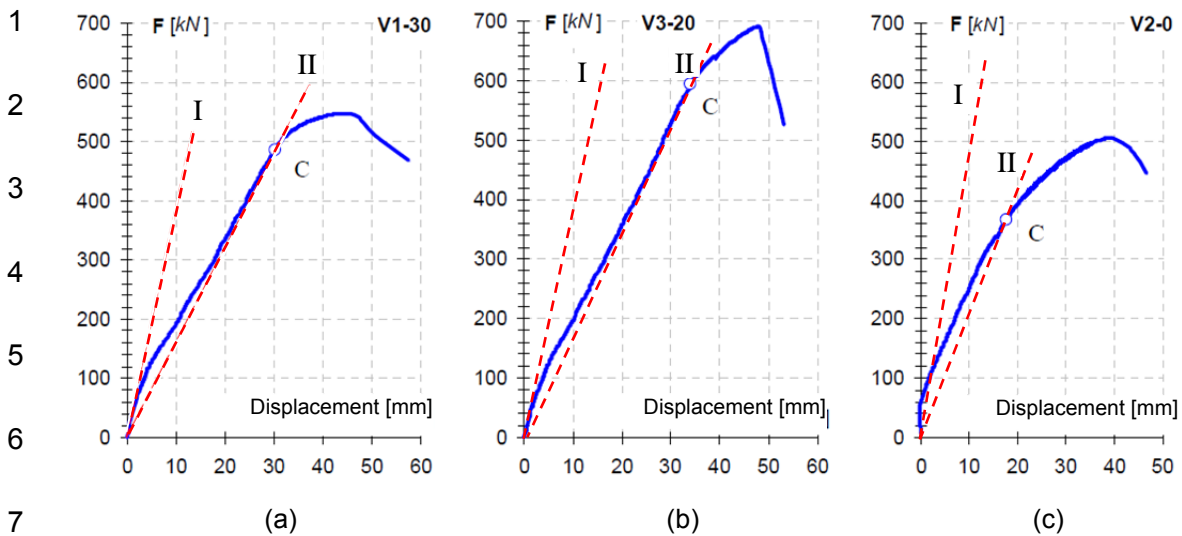 1
2
3
4
5
6
7
F [kN] V1-30
700
600
500
400
300
200
100
0
I
II
C
Displacement [mm]
0 10 20 30 40 50 60
(a)
F [kN] V3-20
700
600
500
400
300
200
100
0
I
II
C
Displacement [mm]
0 10 20 30 40 50 60
(b)
F [kN] V2-0
700
600
500
400
300
200
100
0
I
II
C
Displacement [mm]
0 10 20 30 40 50
(c)